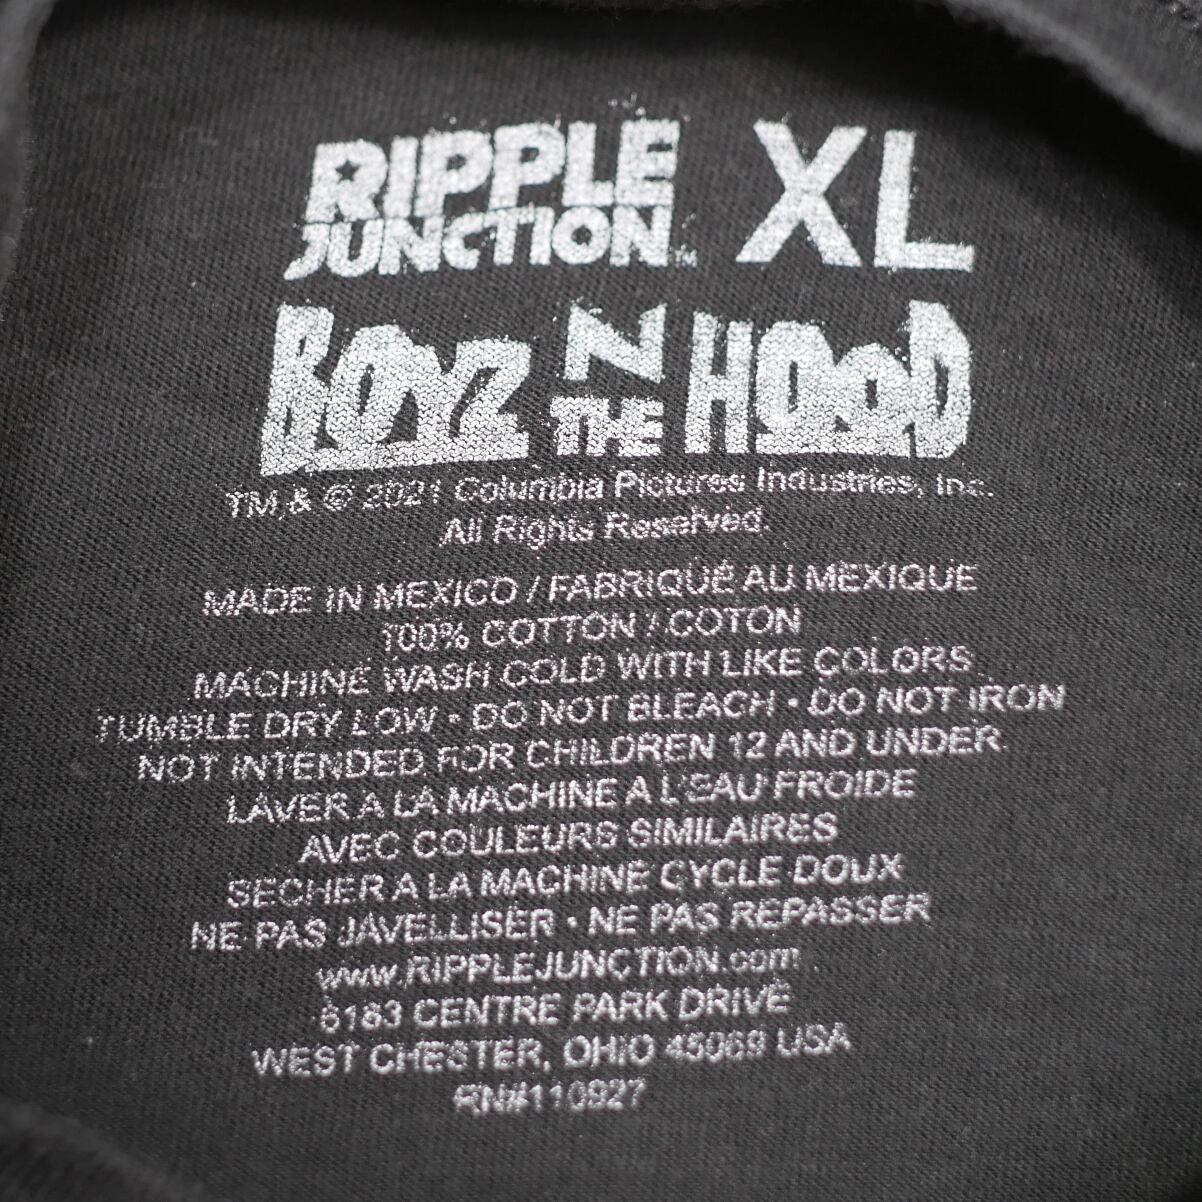 RIPPLE JUNCTION XL
BOYZ N THE HOOD
TM & © 2021 Columbia Pictures Industries, Inc.
All Rights Reserved.
MADE IN MEXICO / FABRIQUÉ AU MEXIQUE
100% COTTON / COTON
MACHINE WASH COLD WITH LIKE COLORS
TUMBLE DRY LOW • DO NOT BLEACH • DO NOT IRON
NOT INTENDED FOR CHILDREN 12 AND UNDER
LAVER A LA MACHINE A L'EAU FROIDE
AVEC COULEURS SIMILAIRES
SECHER A LA MACHINE CYCLE DOUX
NE PAS JAVELLISER • NE PAS REPASSER
www.RIPPLEJUNCTION.com
6183 CENTRE PARK DRIVE
WEST CHESTER, OHIO 45069 USA
RN#110927